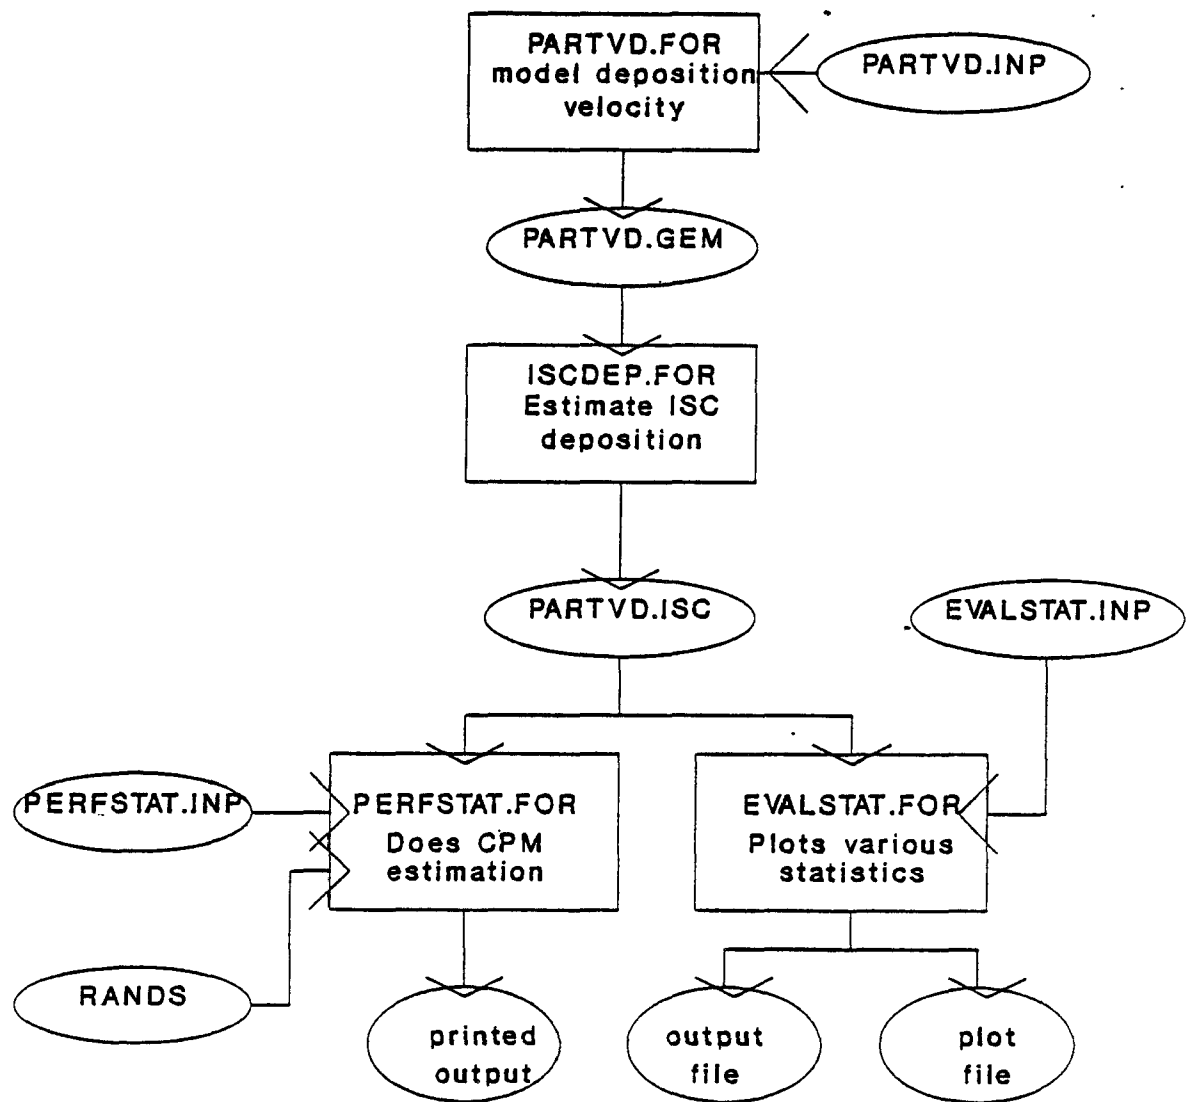 PARTVD.FOR
model deposition
velocity
PARTVD.INP
PARTVD.GEM
ISCDEP.FOR
Estimate ISC
deposition
PARTVD.ISC
EVALSTAT.INP
PERFSTAT.INP
PERFSTAT.FOR
Does CPM
estimation
EVALSTAT.FOR
Plots various
statistics
RANDS
printed
output
output
file
plot
file